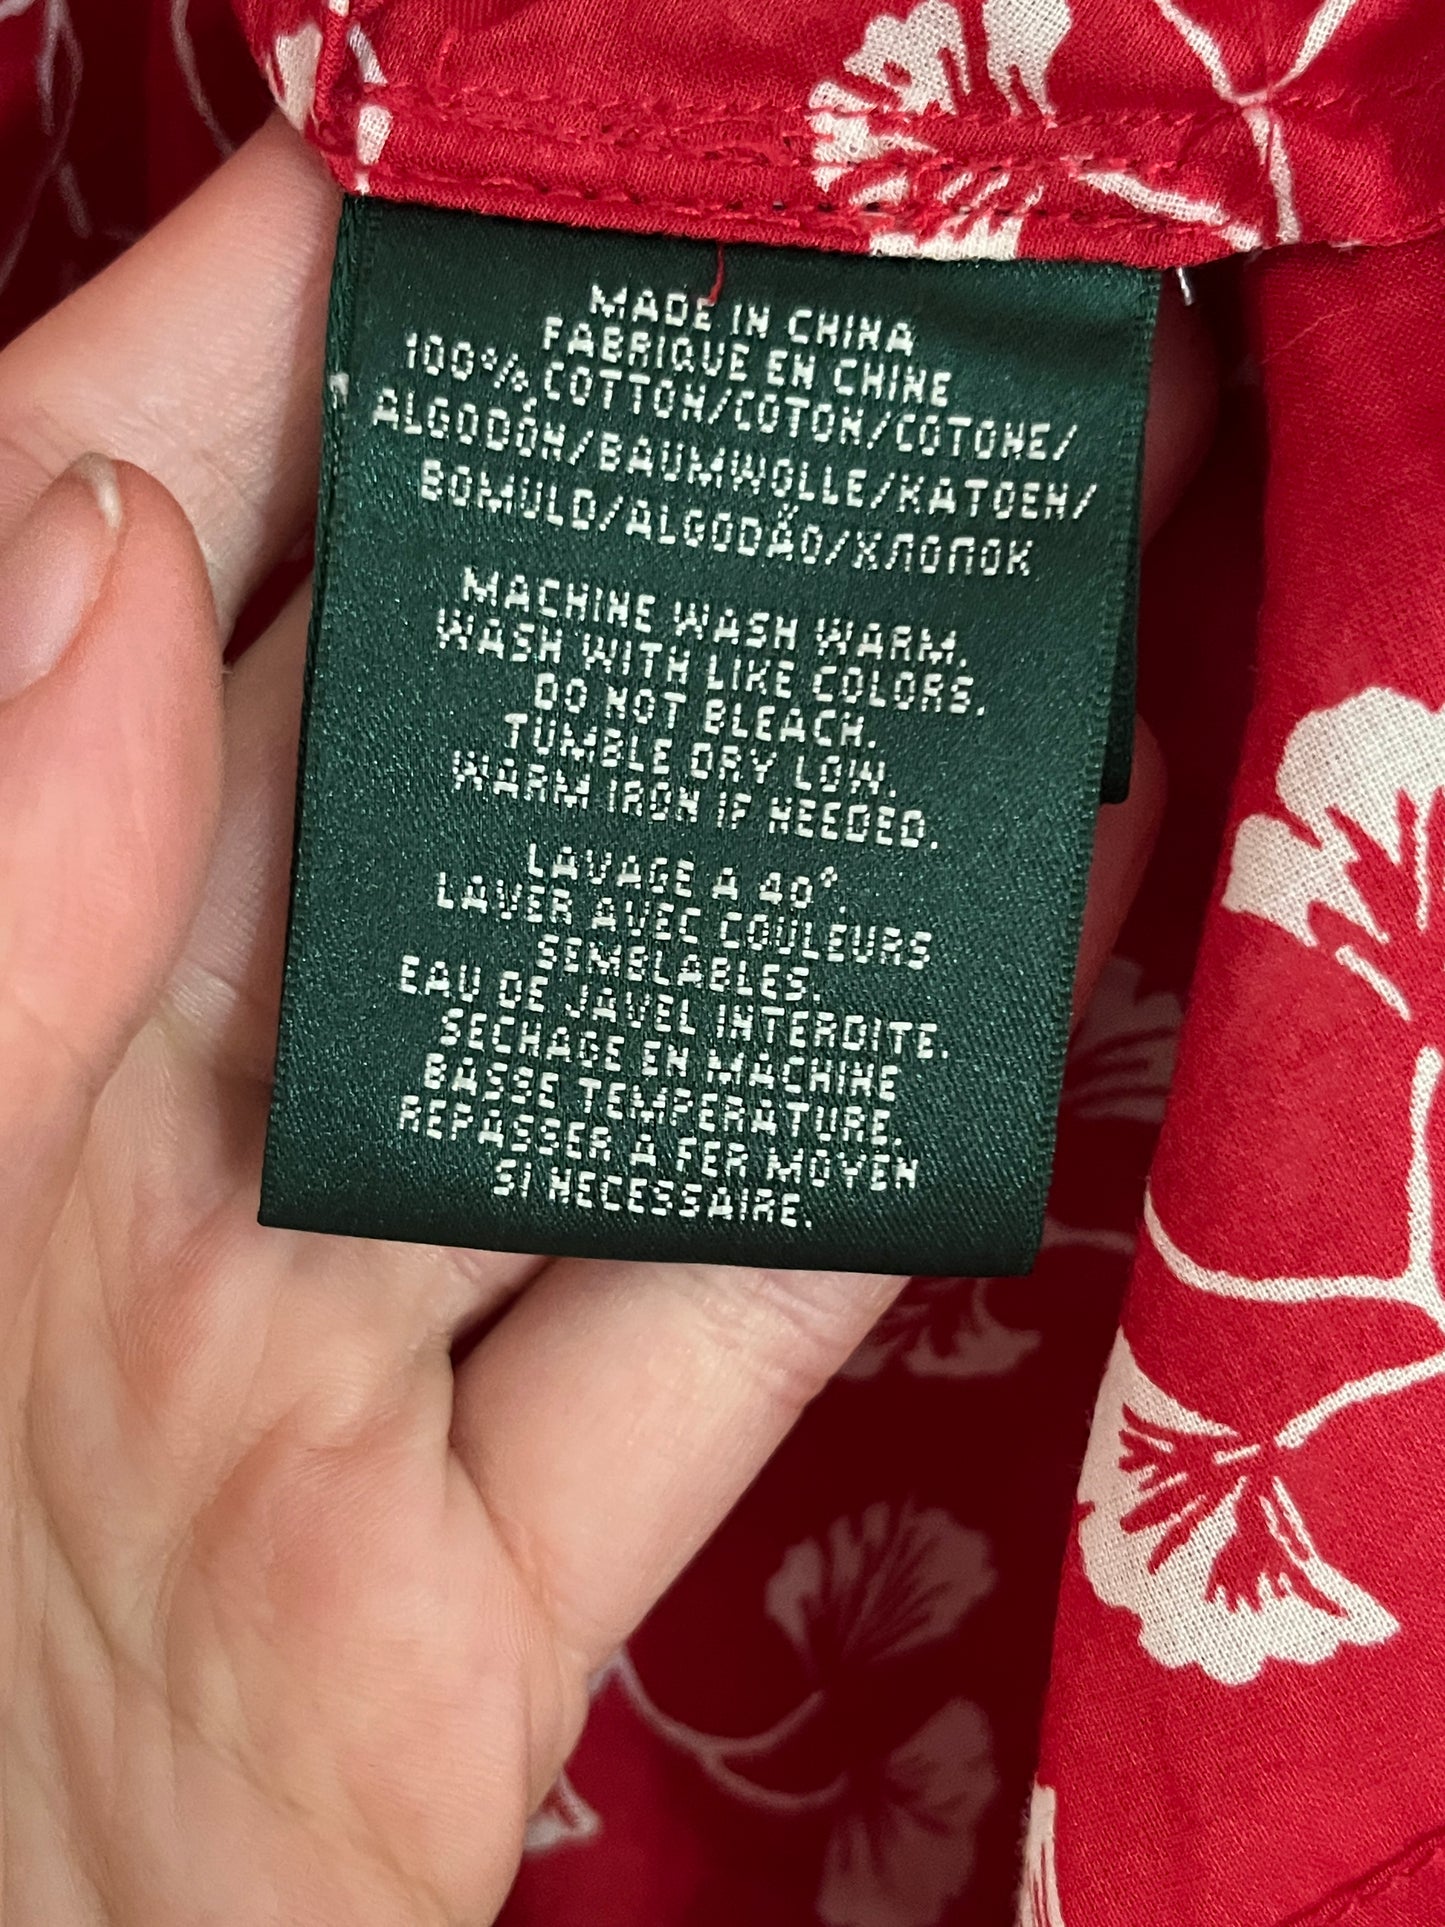 MADE IN CHINA
FABRIQUE EN CHINE
100% COTTON/COTON/COTONE/
ALGODÓN/BAUMWOLLE/KATOEN/
BOMULD/ALGODÃO/ХЛОПОК
MACHINE WASH WARM.
WASH WITH LIKE COLORS.
DO NOT BLEACH.
TUMBLE DRY LOW.
WARM IRON IF NEEDED.
LAVAGE A 40°.
LAVER AVEC COULEURS
SEMBLABLES.
EAU DE JAVEL INTERDITE.
SECHAGE EN MACHINE
BASSE TEMPERATURE.
REPASSER A FER MOYEN
SI NECESSAIRE.